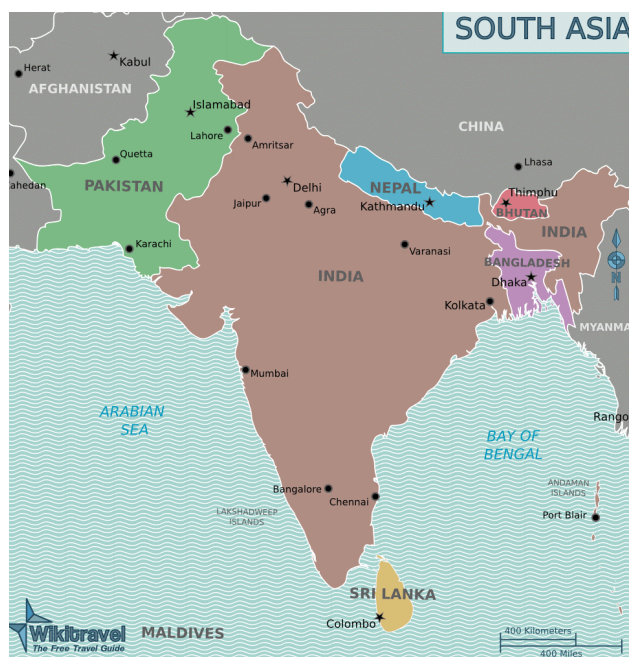 SOUTH ASIA
Kabul
Herat
AFGHANISTAN
Islamabad
Lahore
Amritsar
CHINA
Quetta
Lhasa
ahedan
PAKISTAN
Delhi
NEPAL
Thimphu
Jaipur
Agra
Kathmandu
BHUTAN
INDIA
Karachi
Varanasi
BANGLADESH
INDIA
Dhaka
N
Kolkata
MYANMA
Mumbai
ARABIAN
SEA
Rango
BAY OF
BENGAL
Bangalore
Chennai
ANDAMAN
ISLANDS
LAKSHADWEEP
ISLANDS
Port Blair
SRI LANKA
Colombo
Wikitravel
The Free Travel Guide
MALDIVES
400 Kilometers
400 Miles